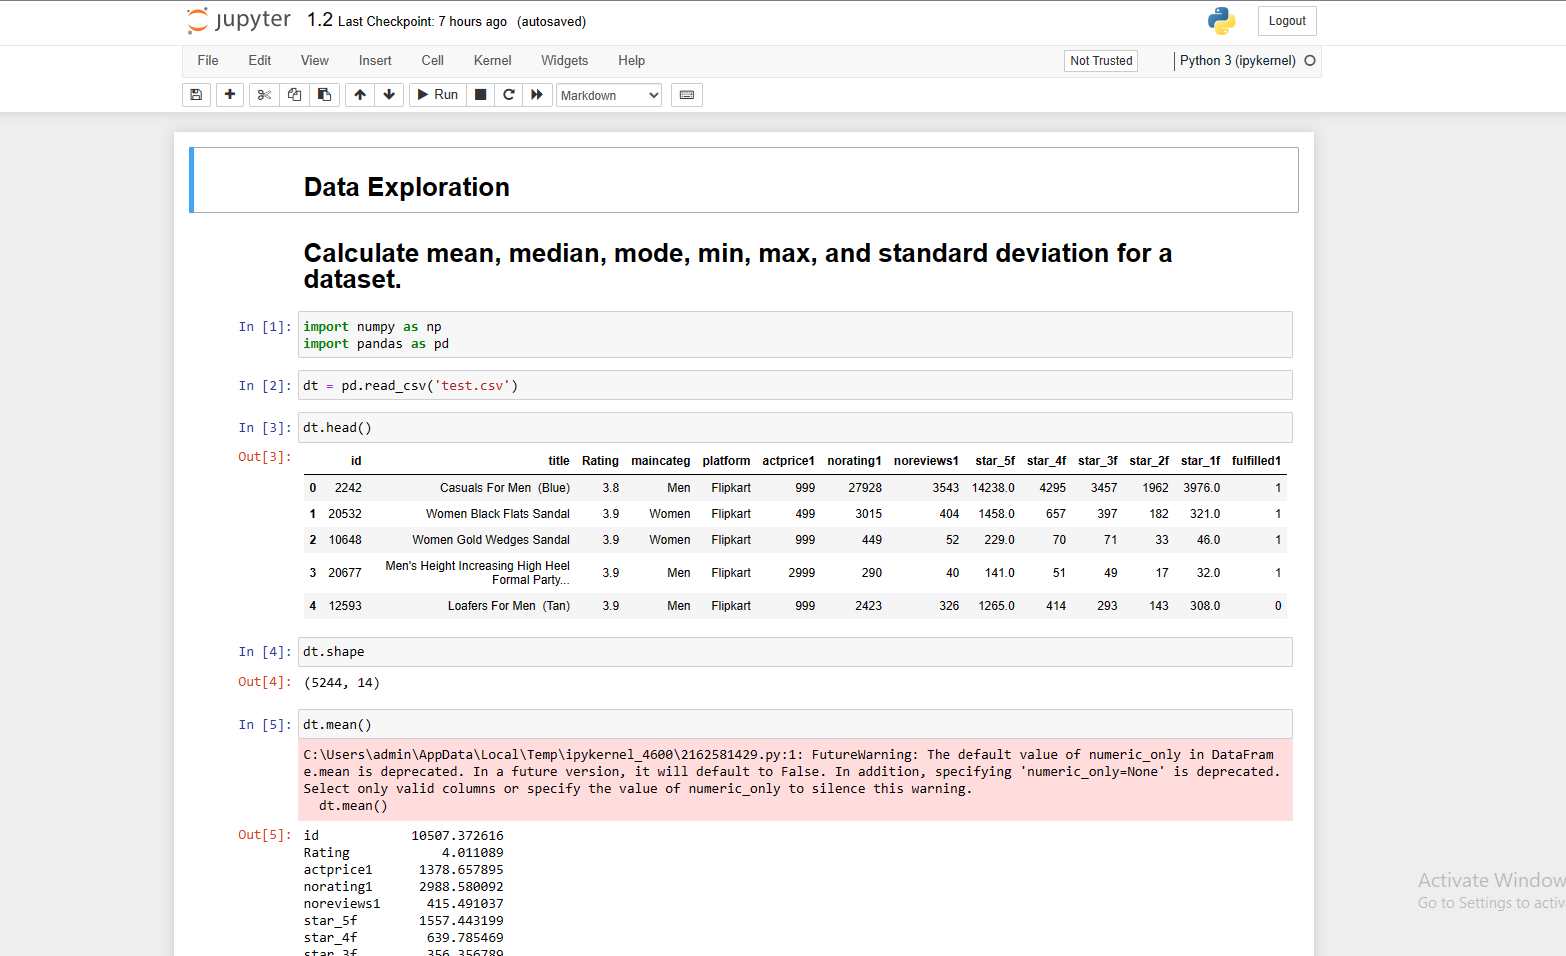 jupyter 1.2 Last Checkpoint: 7 hours ago (autosaved) Logout
File Edit View Insert Cell Kernel Widgets Help Not Trusted Python 3 (ipykernel)
Run Markdown
Data Exploration
Calculate mean, median, mode, min, max, and standard deviation for a
dataset.
In [1]: import numpy as np
import pandas as pd
In [2]: dt = pd.read_csv('test.csv')
In [3]: dt.head()
Out[3]:
id title Rating maincateg platform actprice1 norating1 noreviews1 star_5f star_4f star_3f star_2f star_1f fulfilled1
0 2242 Casuals For Men (Blue) 3.8 Men Flipkart 999 27928 3543 14238.0 4295 3457 1962 3976.0 1
1 20532 Women Black Flats Sandal 3.9 Women Flipkart 499 3015 404 1458.0 657 397 182 321.0 1
2 10648 Women Gold Wedges Sandal 3.9 Women Flipkart 999 449 52 229.0 70 71 33 46.0 1
3 20677 Men's Height Increasing High Heel
Formal Party... 3.9 Men Flipkart 2999 290 40 141.0 51 49 17 32.0 1
4 12593 Loafers For Men (Tan) 3.9 Men Flipkart 999 2423 326 1265.0 414 293 143 308.0 0
In [4]: dt.shape
Out[4]: (5244, 14)
In [5]: dt.mean()
C:\Users\admin\AppData\Local\Temp\ipykernel_4600\2162581429.py:1: FutureWarning: The default value of numeric_only in DataFram
e.mean is deprecated. In a future version, it will default to False. In addition, specifying 'numeric_only=None' is deprecated.
Select only valid columns or specify the value of numeric_only to silence this warning.
dt.mean()
Out[5]: id 10507.372616
Rating 4.011089
actprice1 1378.657895
norating1 2988.580092
noreviews1 415.491037
star_5f 1557.443199
star_4f 639.785469
star_3f 356.356789
Activate Window
Go to Settings to activ